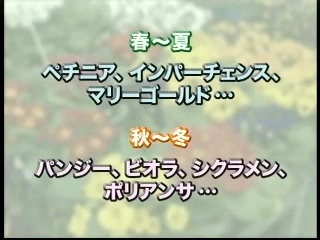 春～夏
ペチニア、インパーチェンス、
マリーゴールド…
秋～冬
パンジー、ビオラ、シクラメン、
ポリアンサ…